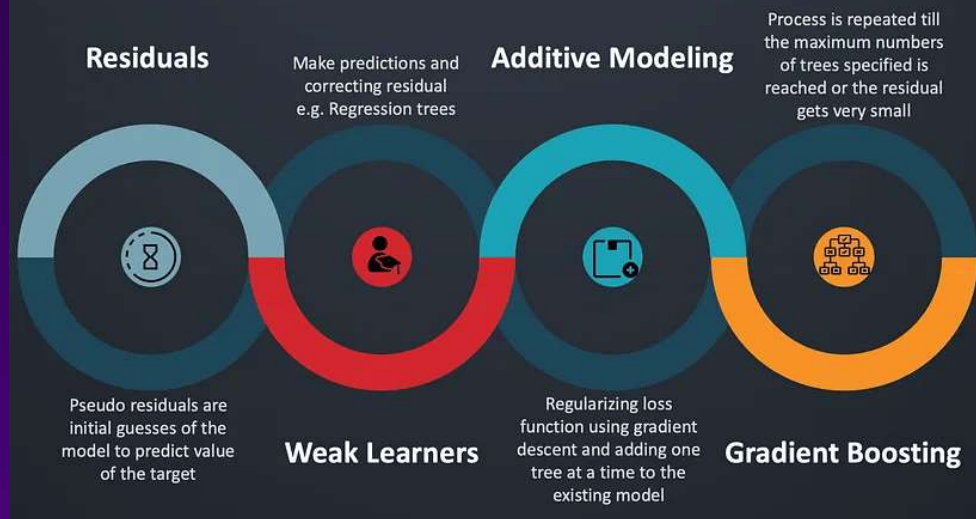 Residuals
Pseudo residuals are
initial guesses of the
model to predict value
of the target
Make predictions and
correcting residual
e.g. Regression trees
Weak Learners
Additive Modeling
Regularizing loss
function using gradient
descent and adding one
tree at a time to the
existing model
Process is repeated till
the maximum numbers
of trees specified is
reached or the residual
gets very small
Gradient Boosting